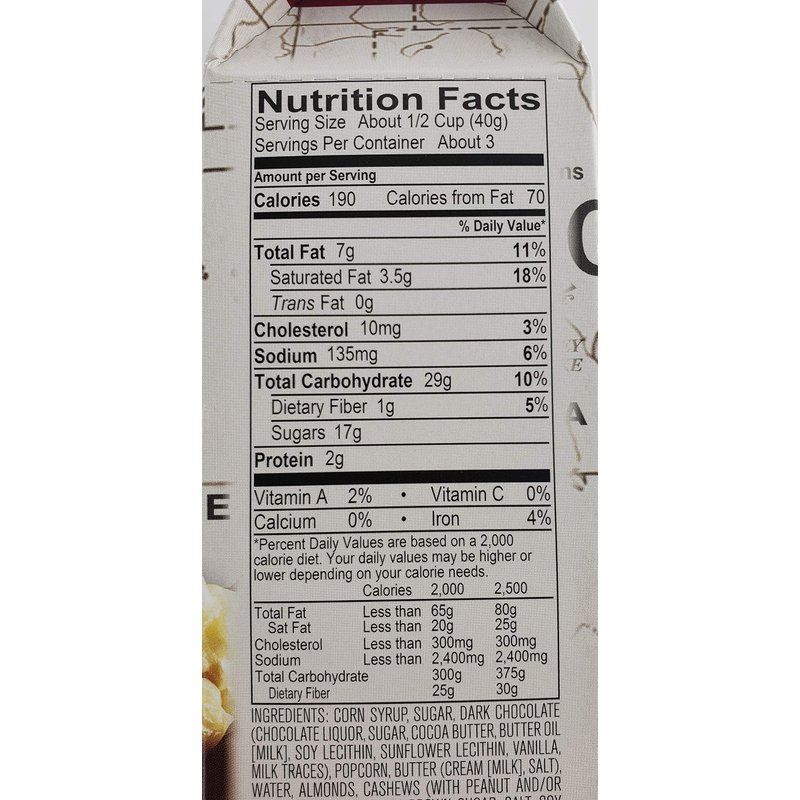 Nutrition Facts
Serving Size About 1/2 Cup (40g)
Servings Per Container About 3
Amount per Serving
Calories 190 Calories from Fat 70
% Daily Value*
Total Fat 7g 11%
Saturated Fat 3.5g 18%
Trans Fat 0g
Cholesterol 10mg 3%
Sodium 135mg 6%
Total Carbohydrate 29g 10%
Dietary Fiber 1g 5%
Sugars 17g
Protein 2g
Vitamin A 2% • Vitamin C 0%
Calcium 0% • Iron 4%
*Percent Daily Values are based on a 2,000
calorie diet. Your daily values may be higher or
lower depending on your calorie needs.
Calories 2,000 2,500
Total Fat Less than 65g 80g
Sat Fat Less than 20g 25g
Cholesterol Less than 300mg 300mg
Sodium Less than 2,400mg 2,400mg
Total Carbohydrate 300g 375g
Dietary Fiber 25g 30g
INGREDIENTS: CORN SYRUP, SUGAR, DARK CHOCOLATE
(CHOCOLATE LIQUOR, SUGAR, COCOA BUTTER, BUTTER OIL
[MILK], SOY LECITHIN, SUNFLOWER LECITHIN, VANILLA,
MILK TRACES), POPCORN, BUTTER (CREAM [MILK], SALT),
WATER, ALMONDS, CASHEWS (WITH PEANUT AND/OR